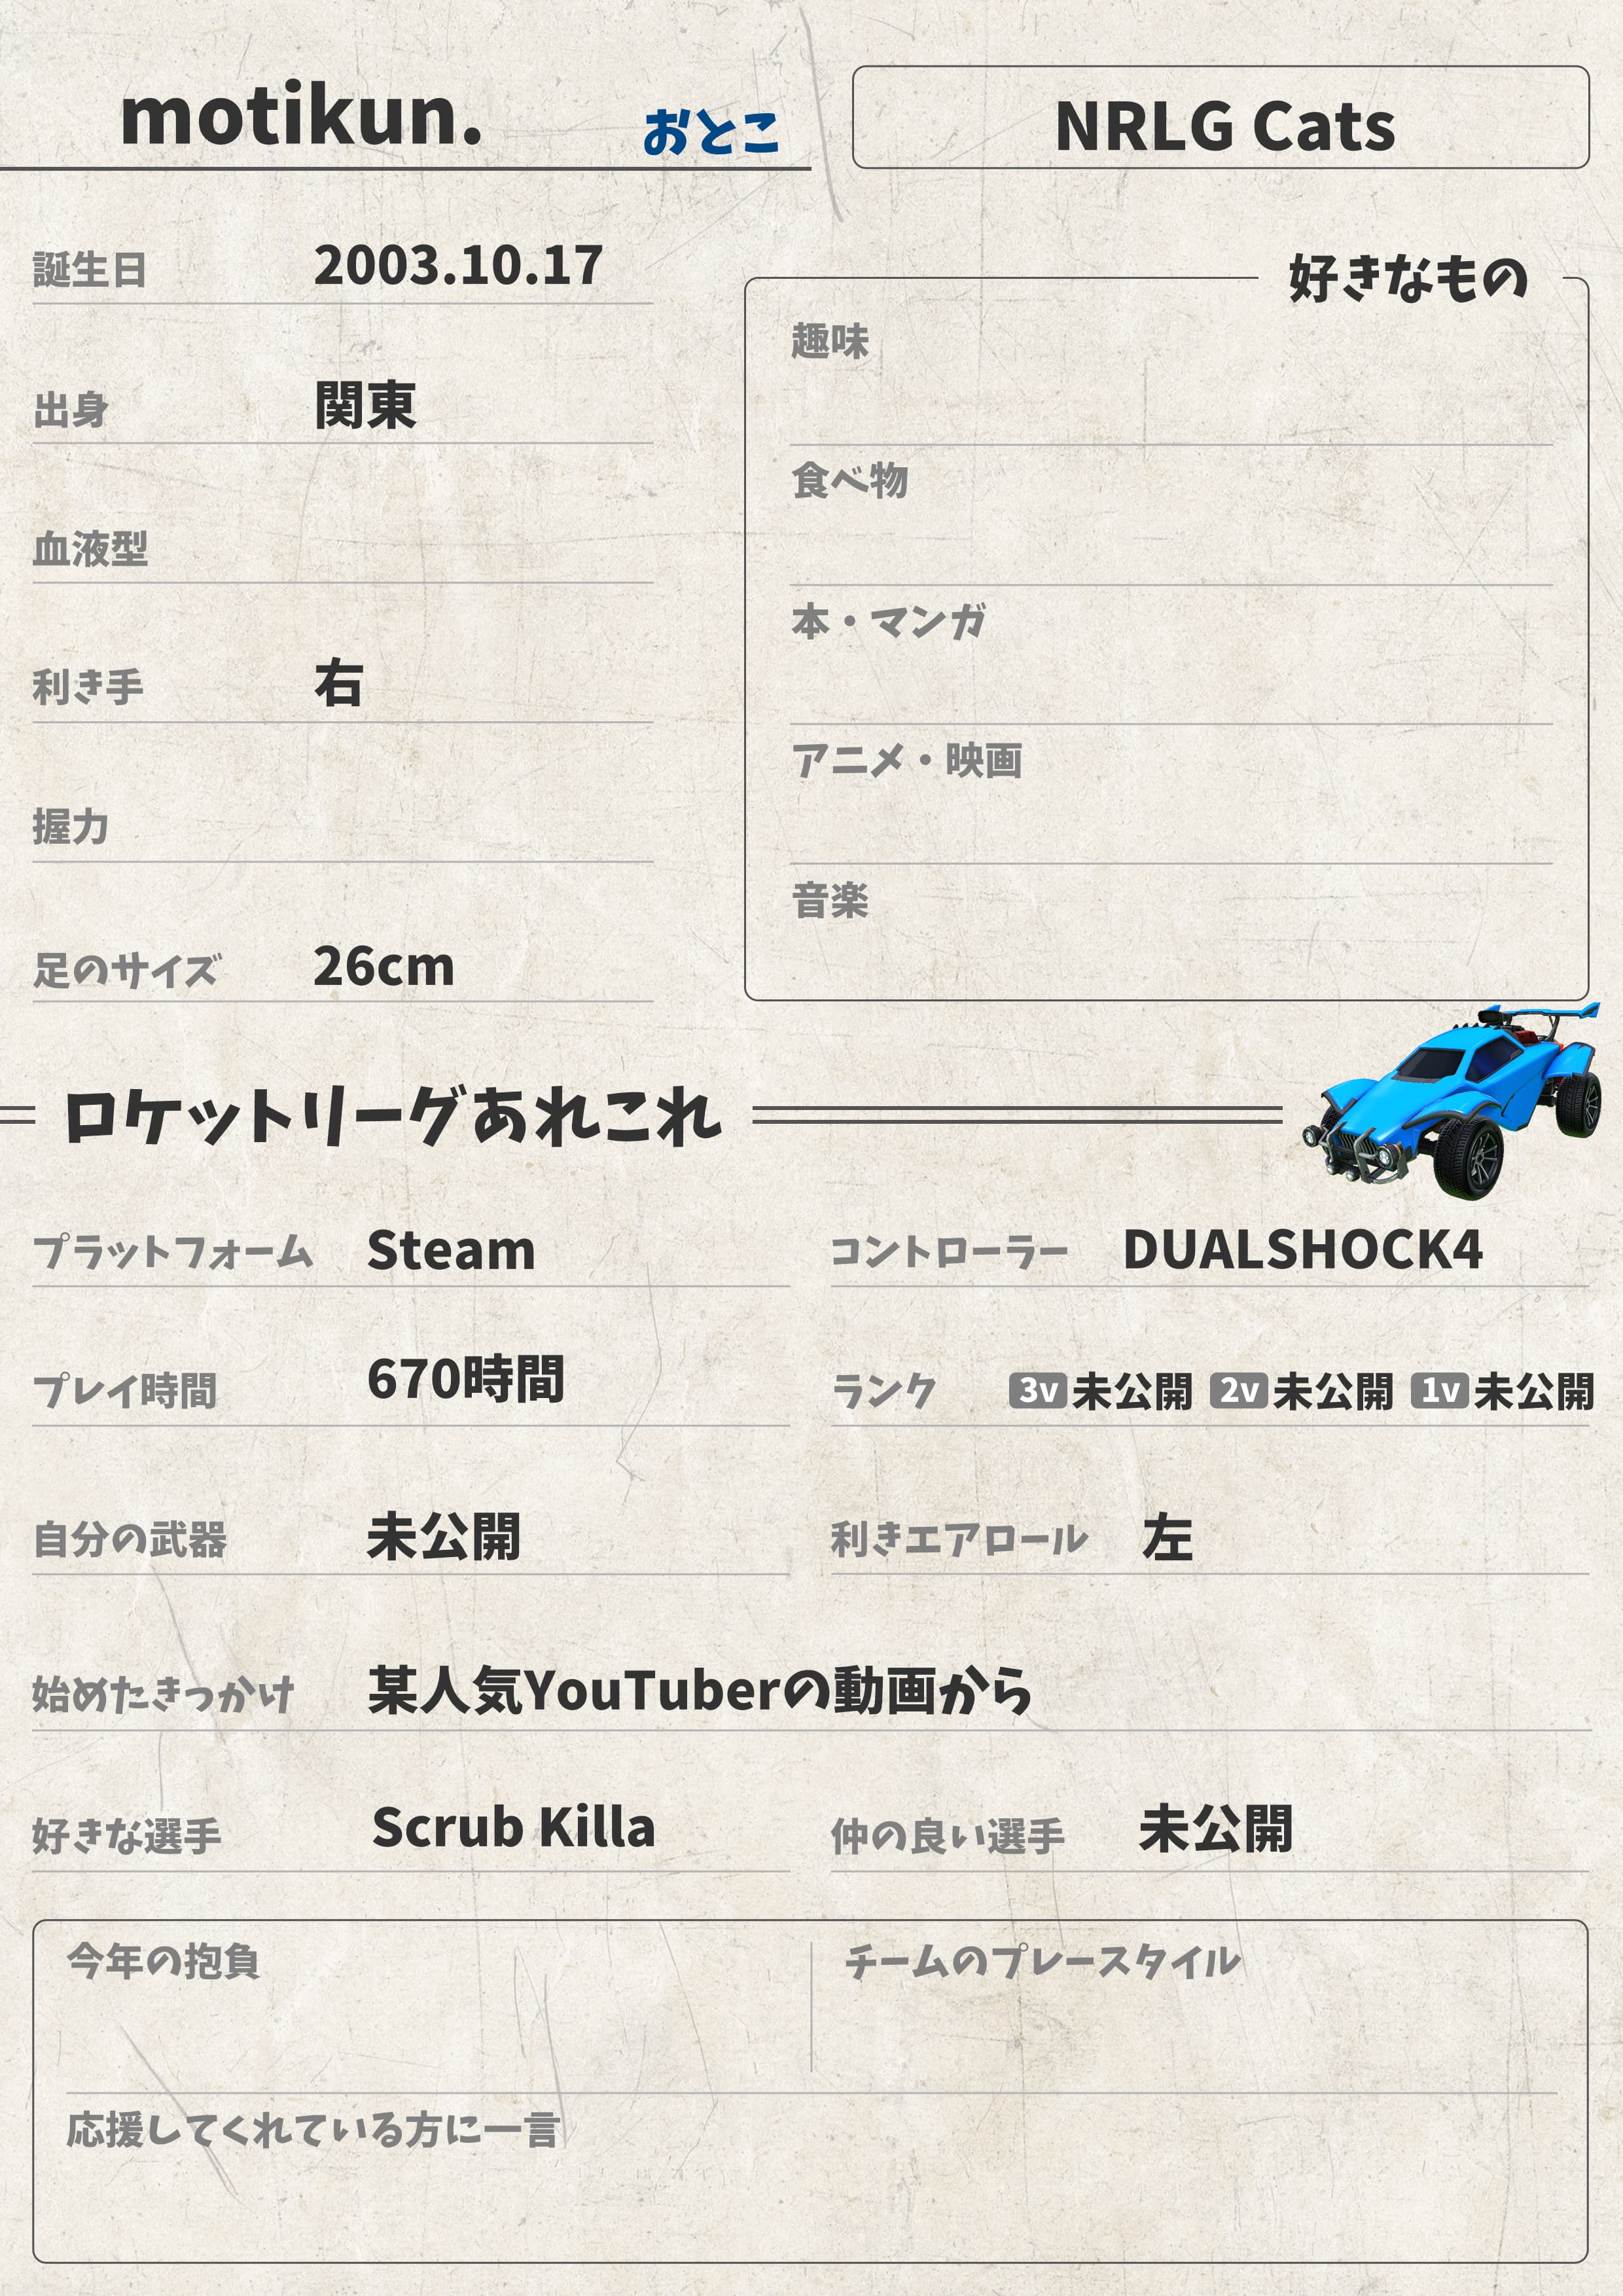 motikun. おとこ
NRLG Cats
誕生日 2003.10.17
出身 関東
血液型
利き手 右
握力
足のサイズ 26cm
好きなもの
趣味
食べ物
本・マンガ
アニメ・映画
音楽
ロケットリーグあれこれ
プラットフォーム Steam
コントローラー DUALSHOCK4
プレイ時間 670時間
ランク 3v 未公開 2v 未公開 1v 未公開
自分の武器 未公開
利きエアロール 左
始めたきっかけ 某人気YouTuberの動画から
好きな選手 Scrub Killa
仲の良い選手 未公開
今年の抱負
チームのプレースタイル
応援してくれている方に一言